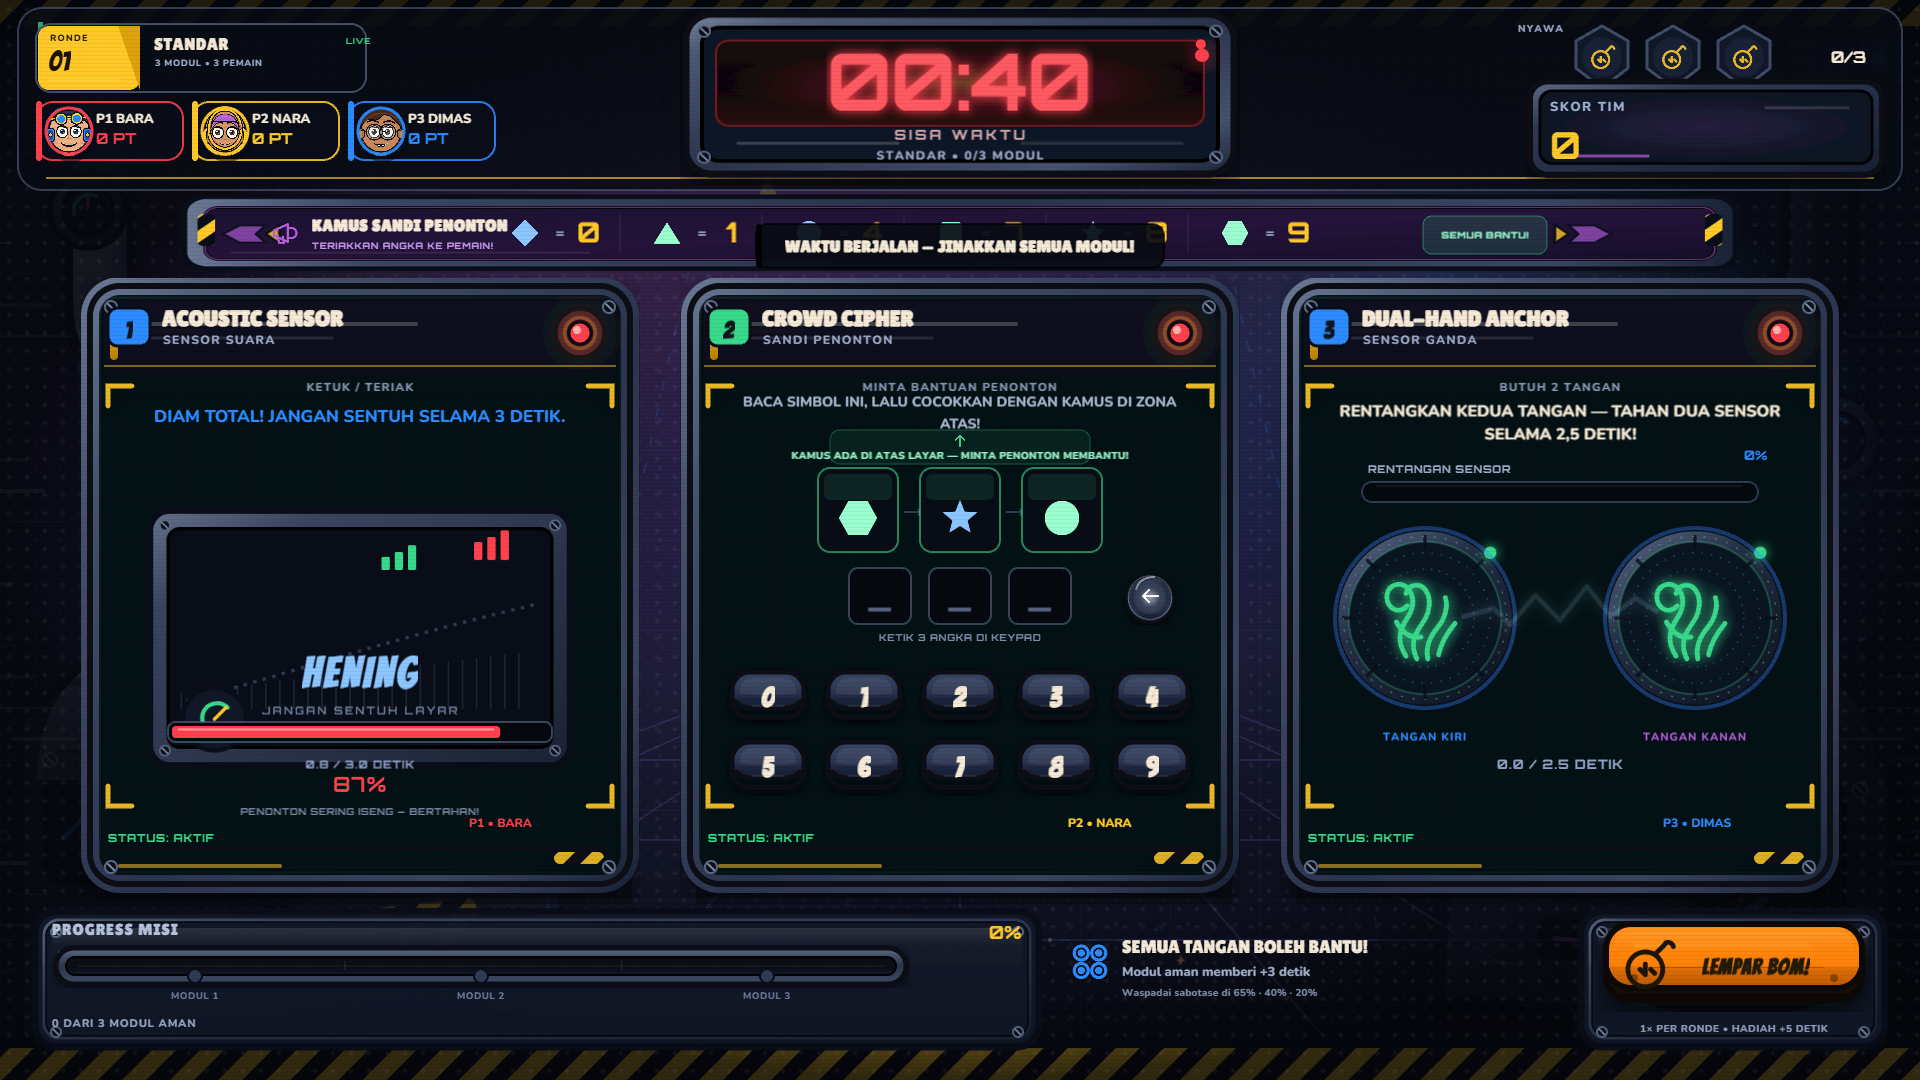 RONDE
01
STANDAR
3 MODUL • 3 PEMAIN
LIVE
P1 BARA
0 PT
P2 NARA
0 PT
P3 DIMAS
0 PT
00:40
SISA WAKTU
STANDAR • 0/3 MODUL
NYAWA
0/3
SKOR TIM
0
KAMUS SANDI PENONTON
TERIAKKAN ANGKA KE PEMAIN!
= 0
= 1
= 9
SEMUA BANTU!
WAKTU BERJALAN — JINAKKAN SEMUA MODUL!
1
ACOUSTIC SENSOR
SENSOR SUARA
KETUK / TERIAK
DIAM TOTAL! JANGAN SENTUH SELAMA 3 DETIK.
HENING
JANGAN SENTUH LAYAR
0.8 / 3.0 DETIK
87%
PENONTON SERING ISENG — BERTAHAN!
P1 • BARA
STATUS: AKTIF
2
CROWD CIPHER
SANDI PENONTON
MINTA BANTUAN PENONTON
BACA SIMBOL INI, LALU COCOKKAN DENGAN KAMUS DI ZONA
ATAS!
KAMUS ADA DI ATAS LAYAR — MINTA PENONTON MEMBANTU!
KETIK 3 ANGKA DI KEYPAD
0 1 2 3 4
5 6 7 8 9
P2 • NARA
STATUS: AKTIF
3
DUAL-HAND ANCHOR
SENSOR GANDA
BUTUH 2 TANGAN
RENTANGKAN KEDUA TANGAN — TAHAN DUA SENSOR
SELAMA 2,5 DETIK!
0%
RENTANGAN SENSOR
TANGAN KIRI
TANGAN KANAN
0.0 / 2.5 DETIK
P3 • DIMAS
STATUS: AKTIF
PROGRESS MISI
0%
MODUL 1
MODUL 2
MODUL 3
0 DARI 3 MODUL AMAN
SEMUA TANGAN BOLEH BANTU!
Modul aman memberi +3 detik
Waspadai sabotase di 65% · 40% · 20%
LEMPAR BOM!
1× PER RONDE • HADIAH +5 DETIK